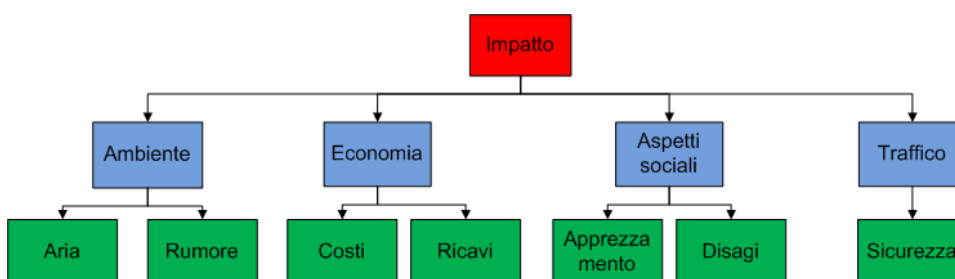 Impatto
Ambiente
Economia
Aspetti
sociali
Traffico
Aria
Rumore
Costi
Ricavi
Apprezza
mento
Disagi
Sicurezza